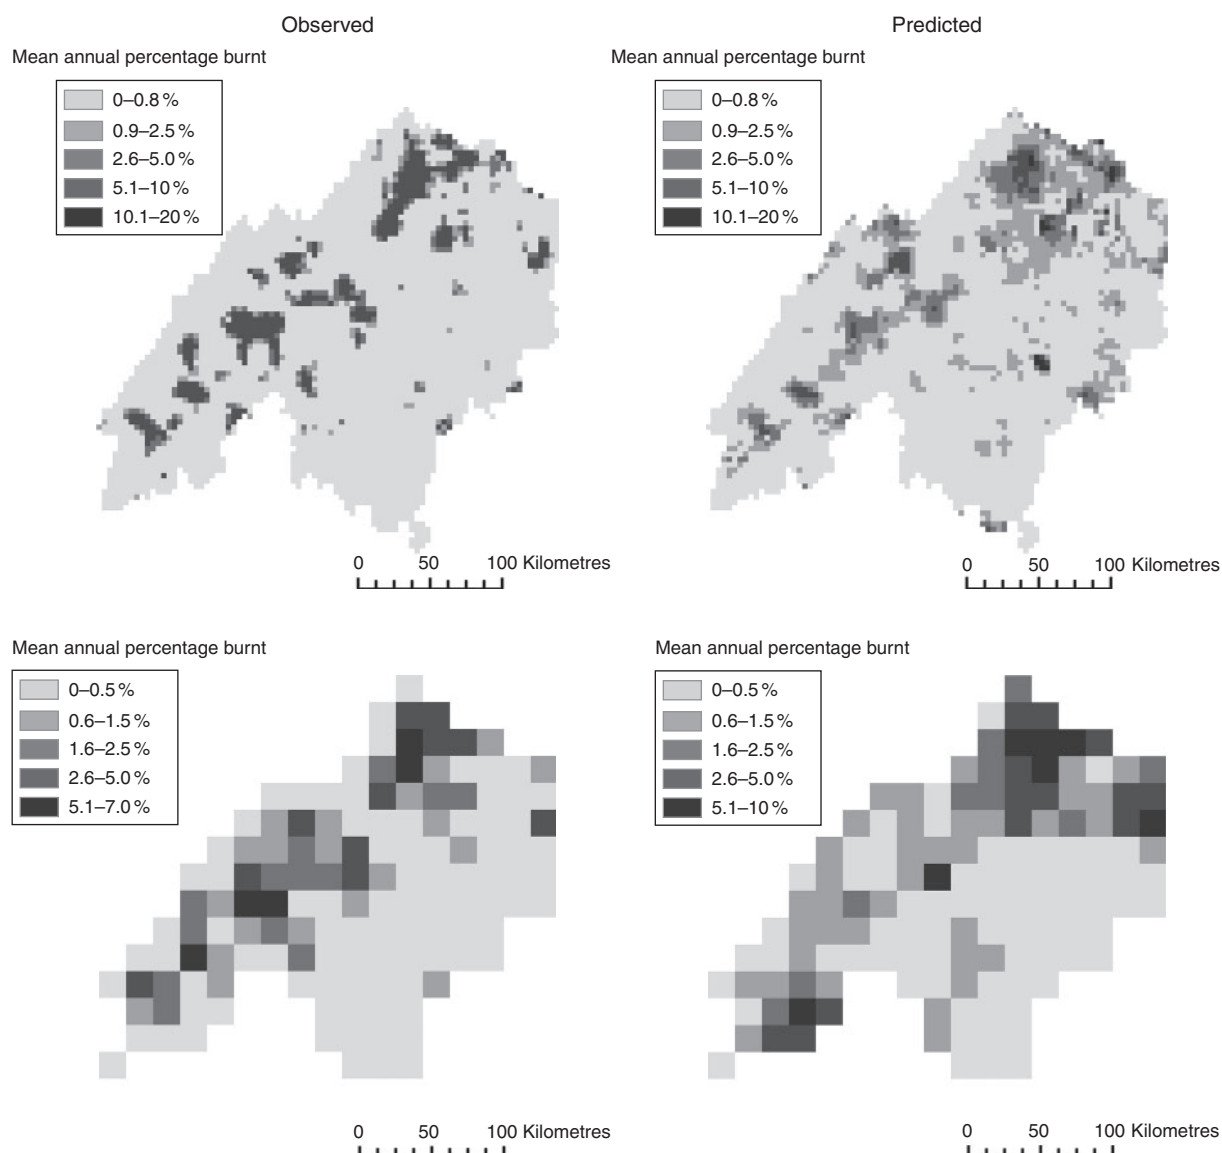 Observed
Mean annual percentage burnt
0–0.8 %
0.9–2.5 %
2.6–5.0 %
5.1–10 %
10.1–20 %
0 50 100 Kilometres
Predicted
Mean annual percentage burnt
0–0.8 %
0.9–2.5 %
2.6–5.0 %
5.1–10 %
10.1–20 %
0 50 100 Kilometres
Mean annual percentage burnt
0–0.5 %
0.6–1.5 %
1.6–2.5 %
2.6–5.0 %
5.1–7.0 %
0 50 100 Kilometres
Mean annual percentage burnt
0–0.5 %
0.6–1.5 %
1.6–2.5 %
2.6–5.0 %
5.1–10 %
0 50 100 Kilometres